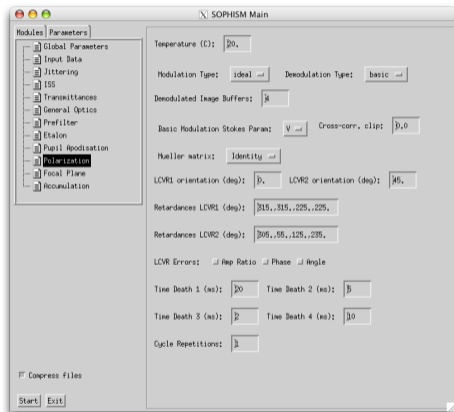 SOPHISM Main
Modules Parameters
Global Parameters
Input Data
Jittering
ISS
Transmittances
General Optics
Prefilter
Etalon
Pupil Apodisation
Polarization
Focal Plane
Accumulation
Compress files
Start Exit
Temperature (C): 20.
Modulation Type: ideal Demodulation Type: basic
Demodulated Image Buffers: 4
Basic Modulation Stokes Param: V Cross-corr. clip: 0.0
Mueller matrix: Identity
LCVR1 orientation (deg): 0. LCVR2 orientation (deg): 45.0
Retardances LCVR1 (deg): 315.,315.,225.,225.
Retardances LCVR2 (deg): 305.,55.,125.,235.
LCVR Errors: Amp Ratio Phase Angle
Time Death 1 (ms): 20 Time Death 2 (ms): 5
Time Death 3 (ms): 2 Time Death 4 (ms): 10
Cycle Repetitions: 1